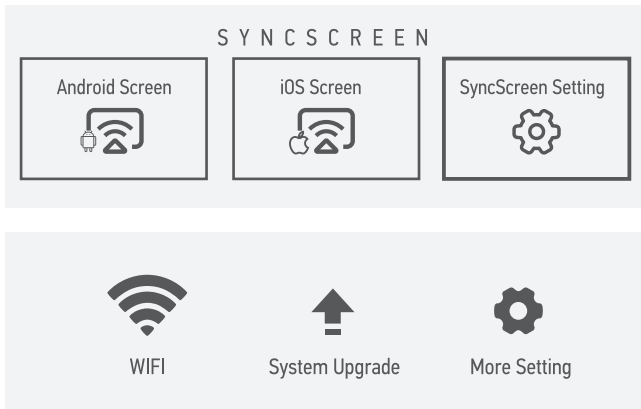 SYNCSCREEN
Android Screen
iOS Screen
SyncScreen Setting
WIFI
System Upgrade
More Setting